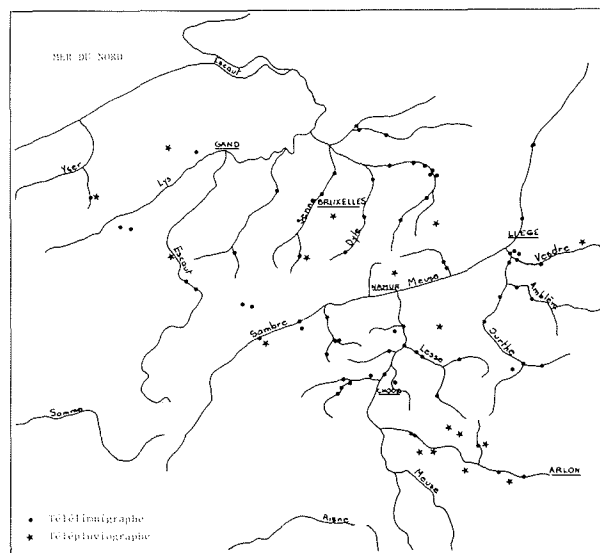 MER DU NORD
Escaut
Yser
Lys
GAND
Senne
BRUXELLES
Dyle
LIEGE
Vesdre
Escaut
NAMUR
Meuse
Amblève
Sambre
Lesse
Ourthe
Somme
Meuse
ARLON
Aisne
• Télélimnigraphe
★ Télépluviographe